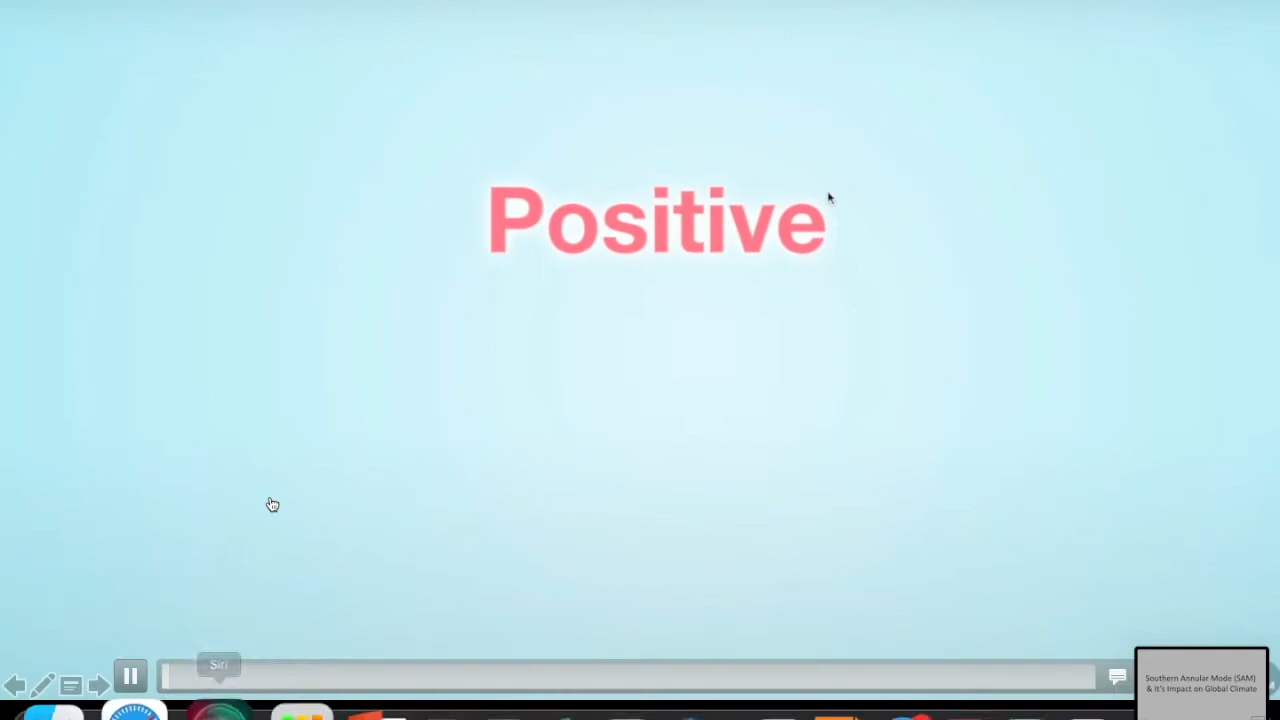 Positive
Siri
Southern Annular Mode (SAM)
& It's Impact on Global Climate